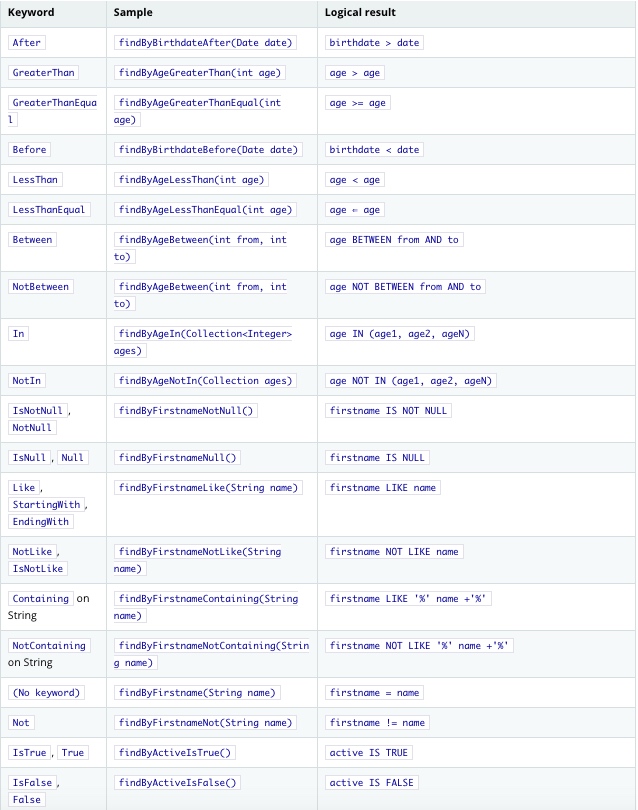 Keyword Sample Logical result
After findByBirthdateAfter(Date date) birthdate > date
GreaterThan findByAgeGreaterThan(int age) age > age
GreaterThanEqua findByAgeGreaterThanEqual(int age >= age
l age)
Before findByBirthdateBefore(Date date) birthdate < date
LessThan findByAgeLessThan(int age) age < age
LessThanEqual findByAgeLessThanEqual(int age) age ⇐ age
Between findByAgeBetween(int from, int age BETWEEN from AND to
to)
NotBetween findByAgeBetween(int from, int age NOT BETWEEN from AND to
to)
In findByAgeIn(Collection<Integer> age IN (age1, age2, ageN)
ages)
NotIn findByAgeNotIn(Collection ages) age NOT IN (age1, age2, ageN)
IsNotNull, findByFirstnameNotNull() firstname IS NOT NULL
NotNull
IsNull, Null findByFirstnameNull() firstname IS NULL
Like, findByFirstnameLike(String name) firstname LIKE name
StartingWith,
EndingWith
NotLike, findByFirstnameNotLike(String firstname NOT LIKE name
IsNotLike name)
Containing on findByFirstnameContaining(String firstname LIKE '%' name +'%'
String name)
NotContaining findByFirstnameNotContaining(Strin firstname NOT LIKE '%' name +'%'
on String g name)
(No keyword) findByFirstname(String name) firstname = name
Not findByFirstnameNot(String name) firstname != name
IsTrue, True findByActiveIsTrue() active IS TRUE
IsFalse, findByActiveIsFalse() active IS FALSE
False